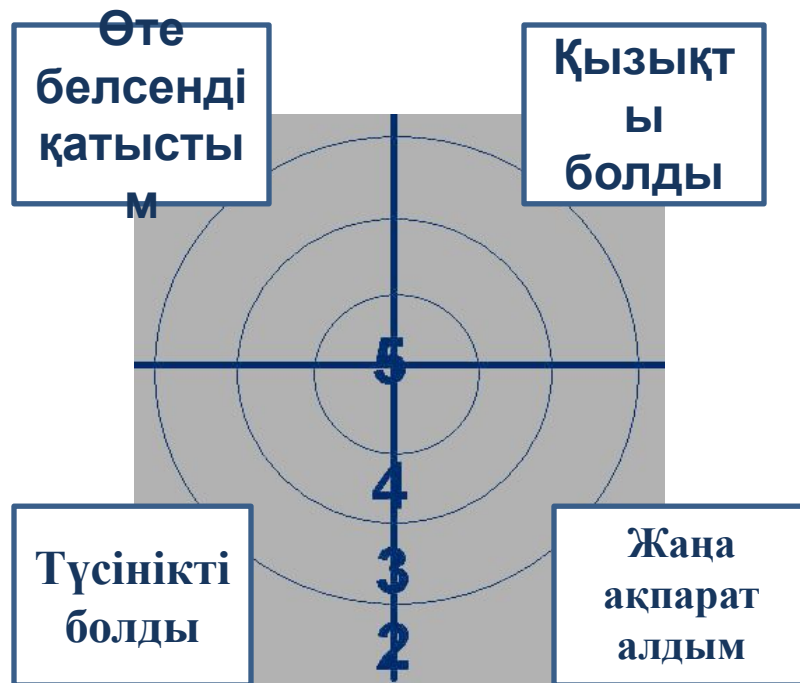 Өте
белсенді
қатысты
м
Қызықт
ы
болды
5
4
3
2
Түсінікті
болды
Жаңа
ақпарат
алдым